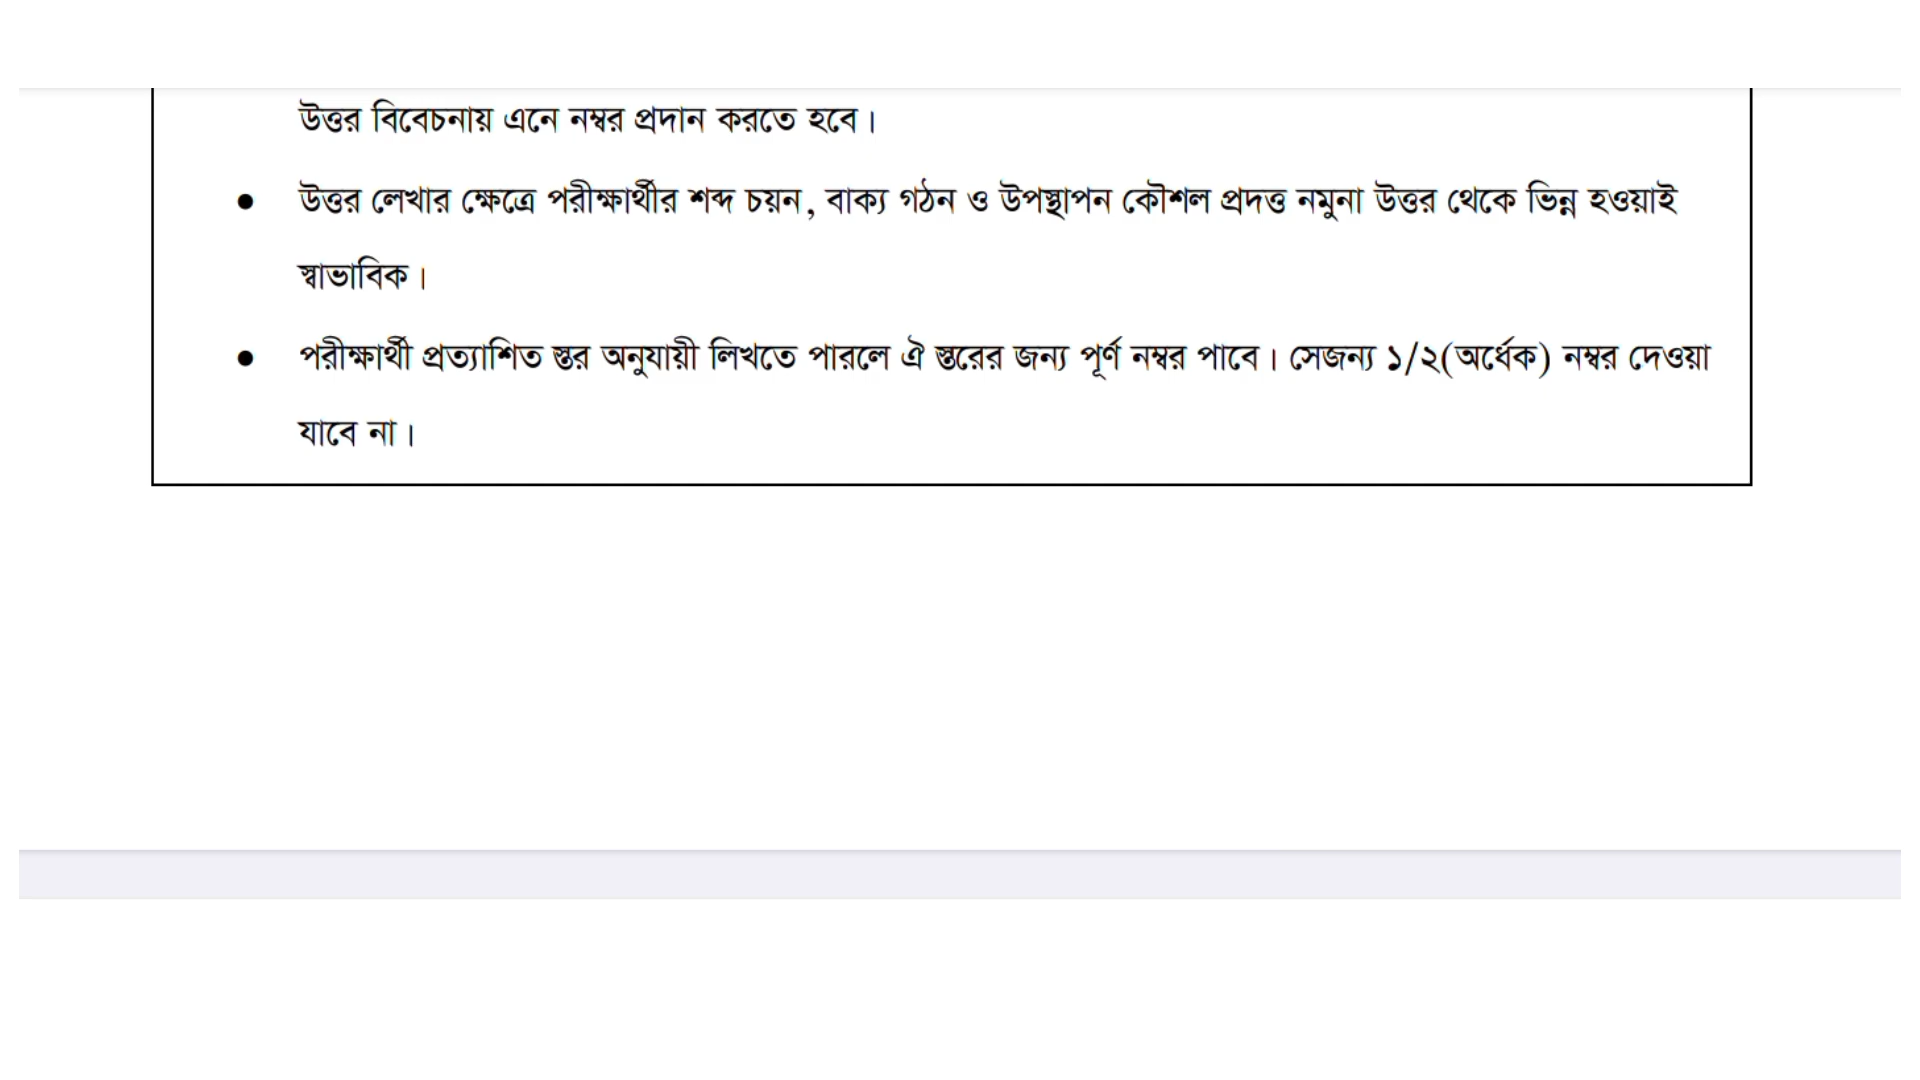 উত্তর বিবেচনায় এনে নম্বর প্রদান করতে হবে।
● উত্তর লেখার ক্ষেত্রে পরীক্ষার্থীর শব্দ চয়ন, বাক্য গঠন ও উপস্থাপন কৌশল প্রদত্ত নমুনা উত্তর থেকে ভিন্ন হওয়াই
স্বাভাবিক।
● পরীক্ষার্থী প্রত্যাশিত স্তর অনুযায়ী লিখতে পারলে ঐ স্তরের জন্য পূর্ণ নম্বর পাবে। সেজন্য ১/২(অর্ধেক) নম্বর দেওয়া
যাবে না।